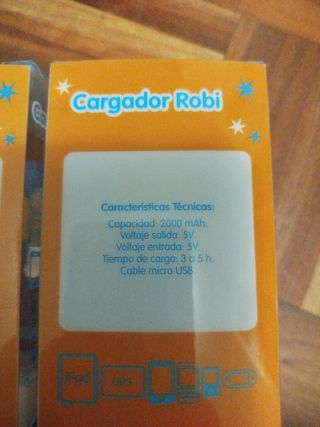 Cargador Robi
Características Técnicas:
Capacidad: 2000 mAh.
Voltaje salida: 5V.
Voltaje entrada: 5V.
Tiempo de carga: 3 a 5 h.
Cable micro USB.
iPad
GPS